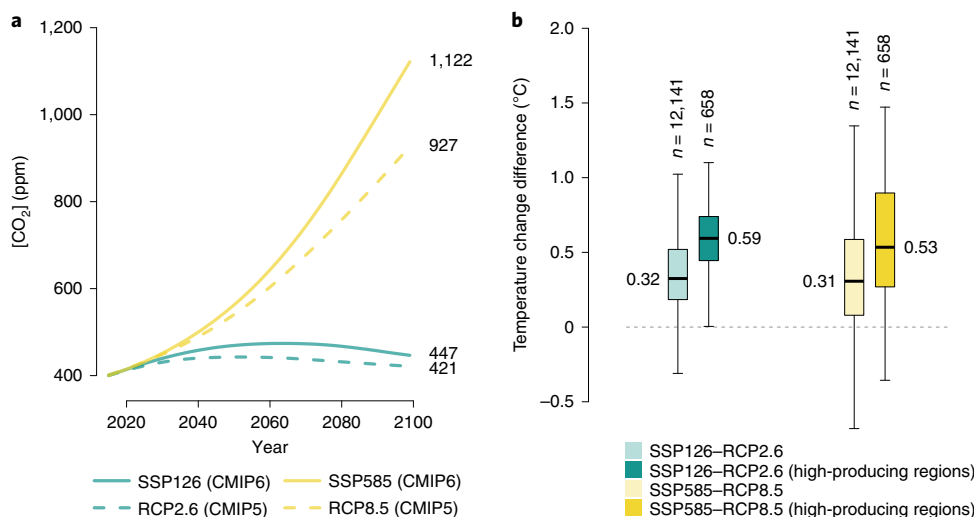 a
1,200
1,000
800
600
400
[CO₂] (ppm)
1,122
927
447
421
2020 2040 2060 2080 2100
Year
SSP126 (CMIP6) SSP585 (CMIP6)
RCP2.6 (CMIP5) RCP8.5 (CMIP5)
b
2.0
1.5
1.0
0.5
0
–0.5
Temperature change difference (°C)
n = 12,141
n = 658
n = 12,141
n = 658
0.32
0.59
0.31
0.53
SSP126–RCP2.6
SSP126–RCP2.6 (high-producing regions)
SSP585–RCP8.5
SSP585–RCP8.5 (high-producing regions)